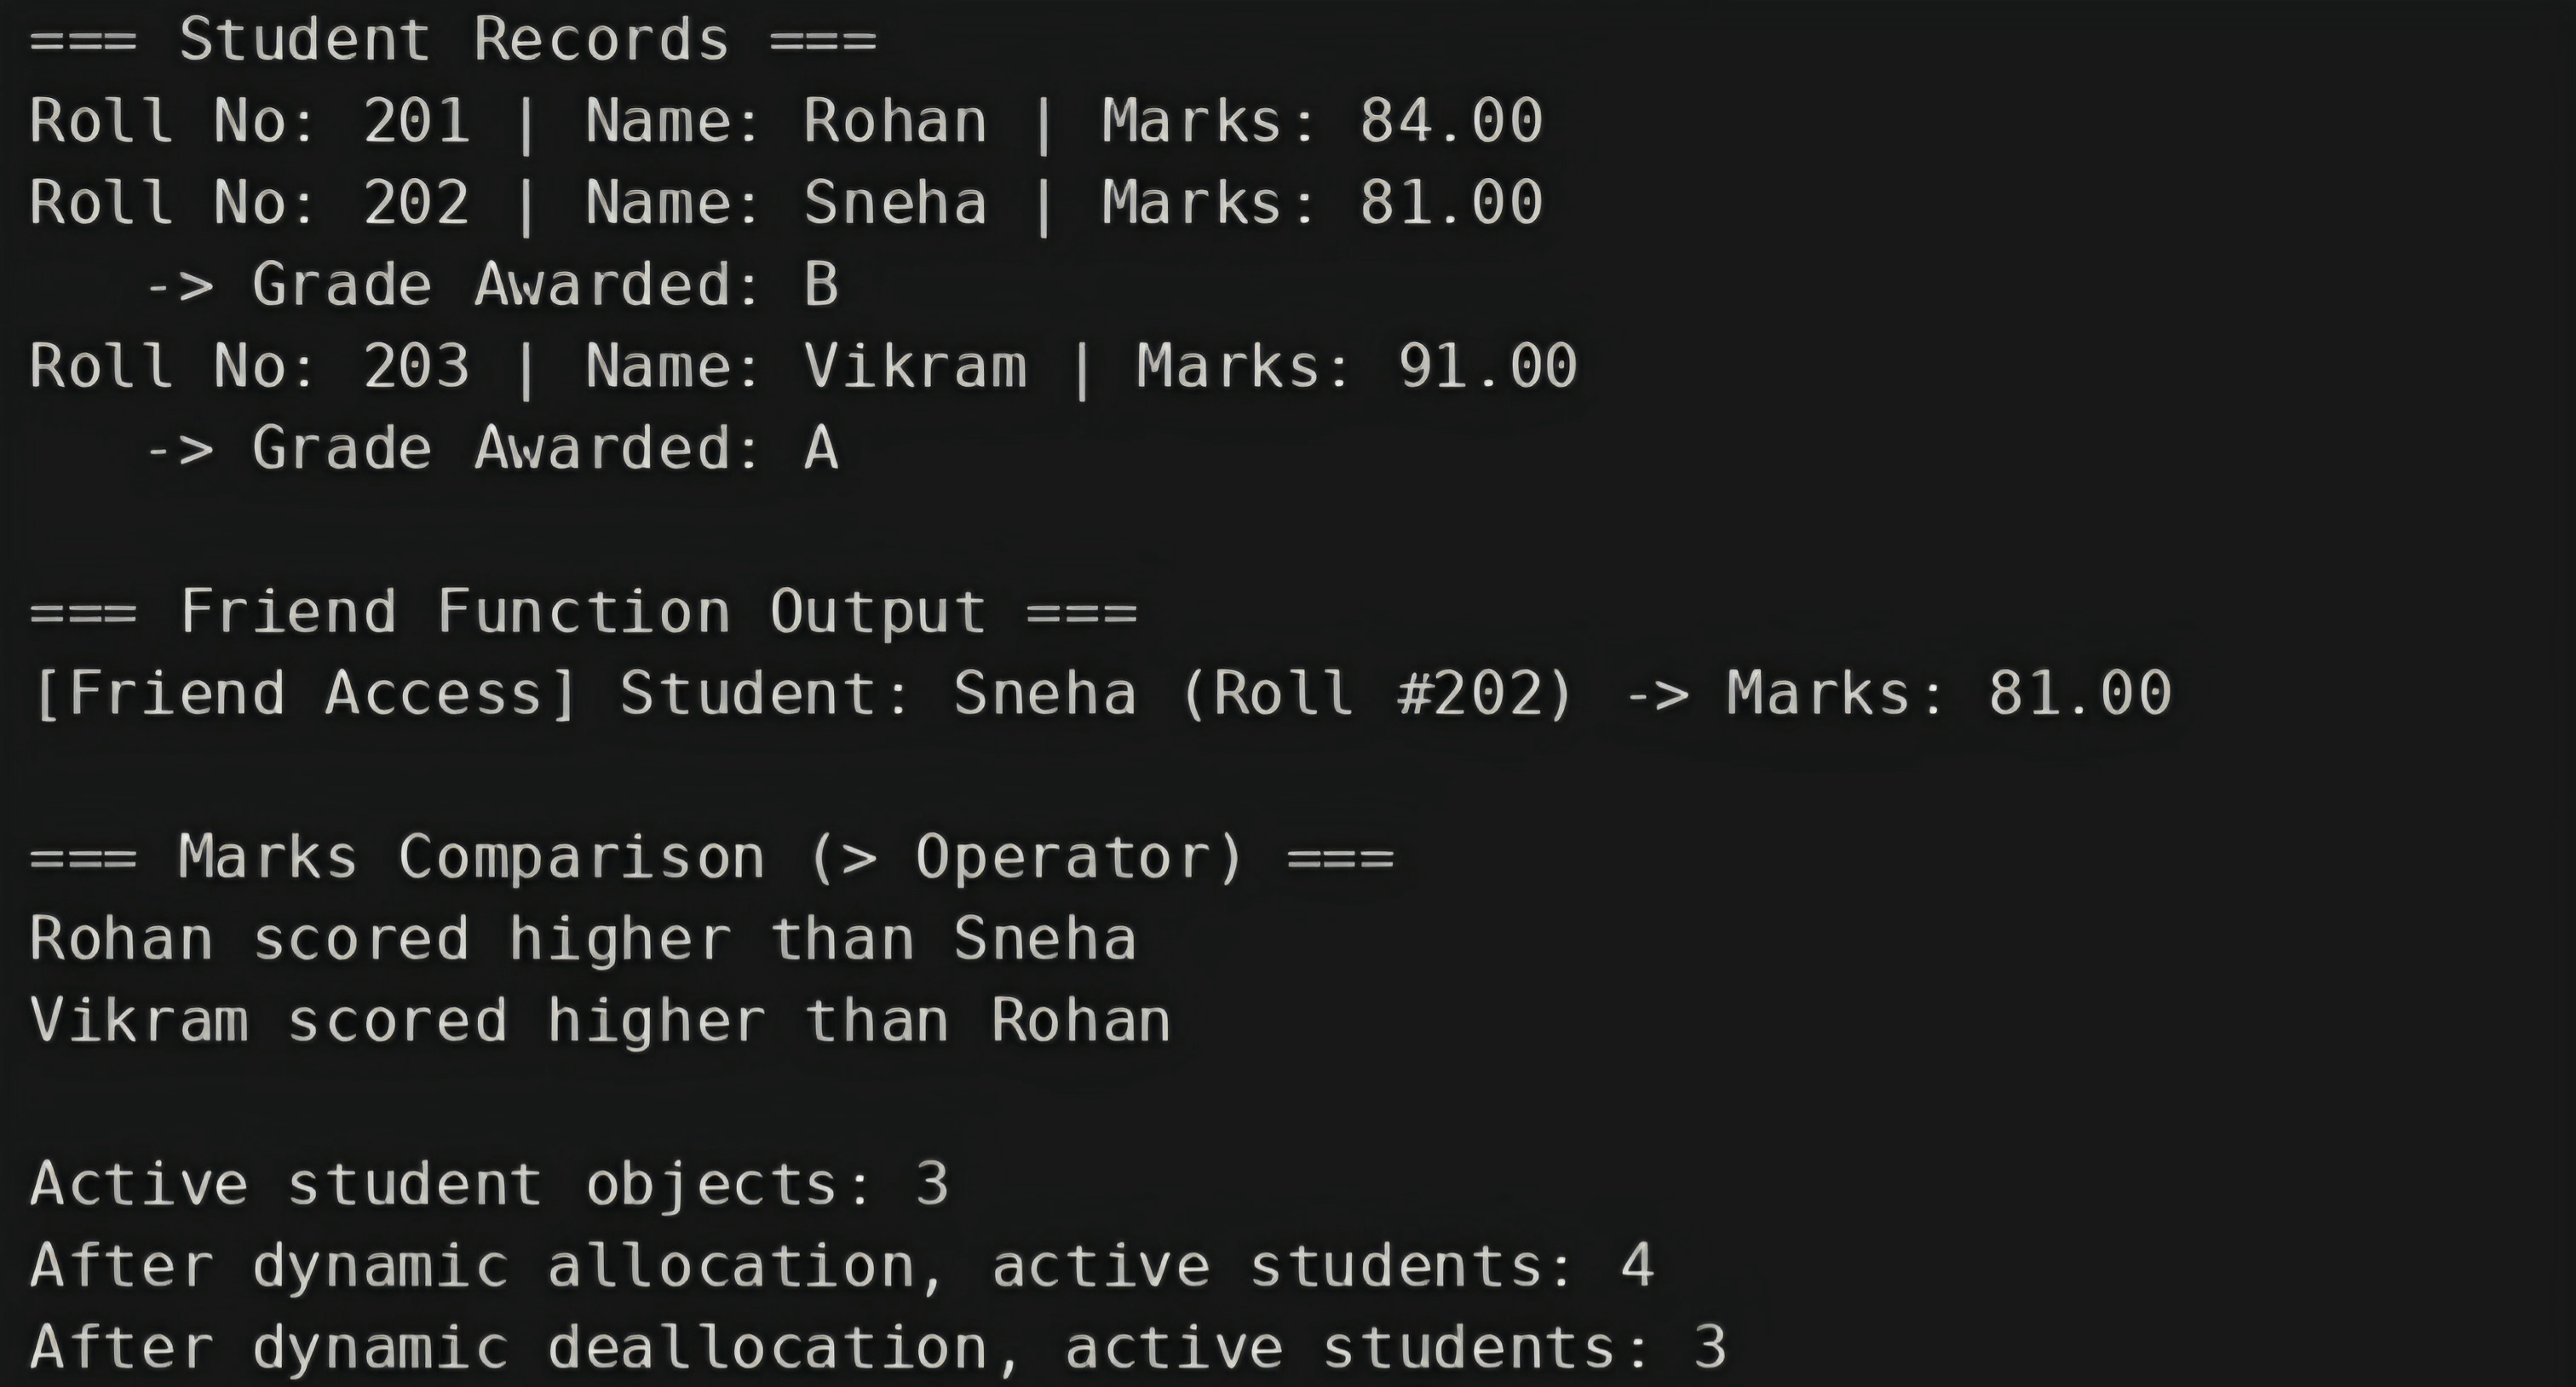 === Student Records ===
Roll No: 201 | Name: Rohan | Marks: 84.00
Roll No: 202 | Name: Sneha | Marks: 81.00
   -> Grade Awarded: B
Roll No: 203 | Name: Vikram | Marks: 91.00
   -> Grade Awarded: A

=== Friend Function Output ===
[Friend Access] Student: Sneha (Roll #202) -> Marks: 81.00

=== Marks Comparison (> Operator) ===
Rohan scored higher than Sneha
Vikram scored higher than Rohan

Active student objects: 3
After dynamic allocation, active students: 4
After dynamic deallocation, active students: 3